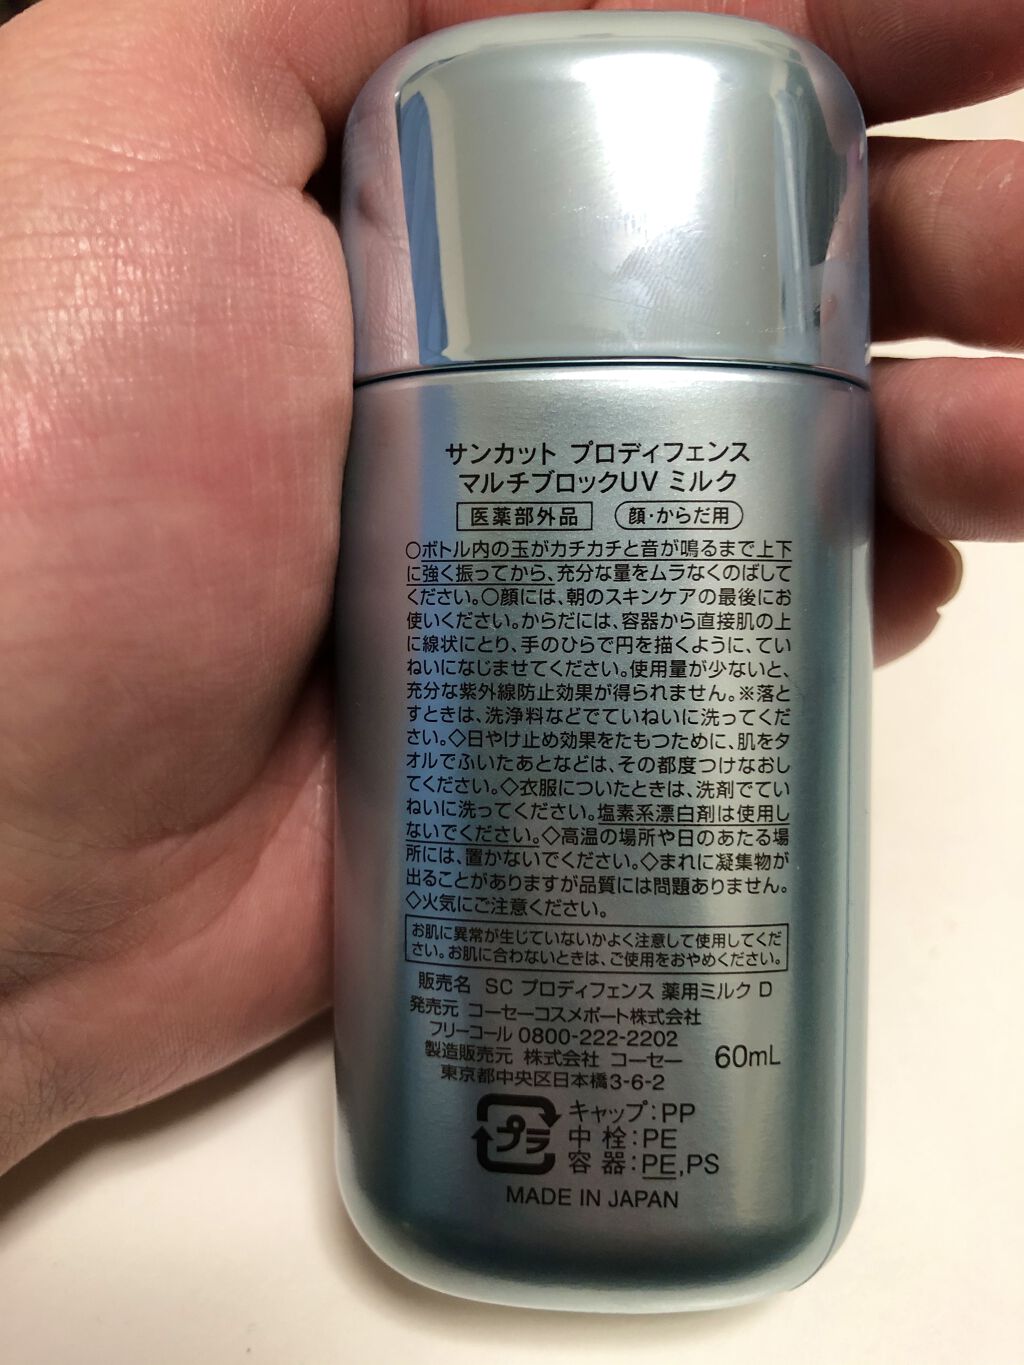 サンカット プロディフェンス
マルチブロックUV ミルク
医薬部外品 顔・からだ用
○ボトル内の玉がカチカチと音が鳴るまで上下
に強く振ってから、充分な量をムラなくのばして
ください。○顔には、朝のスキンケアの最後にお
使いください。からだには、容器から直接肌の上
に線状にとり、手のひらで円を描くように、てい
ねいになじませてください。使用量が少ないと、
充分な紫外線防止効果が得られません。※落と
すときは、洗浄料などでていねいに洗ってくだ
さい。◇日やけ止め効果をたもつために、肌をタ
オルでふいたあとなどは、その都度つけなおし
てください。◇衣服についたときは、洗剤でてい
ねいに洗ってください。塩素系漂白剤は使用し
ないでください。◇高温の場所や日のあたる場
所には、置かないでください。◇まれに凝集物が
出ることがありますが品質には問題ありません。
◇火気にご注意ください。
お肌に異常が生じていないかよく注意して使用してくだ
さい。お肌に合わないときは、ご使用をおやめください。
販売名 SC プロディフェンス 薬用ミルク D
発売元 コーセーコスメポート株式会社
フリーコール 0800-222-2202
製造販売元 株式会社 コーセー 60mL
東京都中央区日本橋3-6-2
プラ キャップ:PP
中 栓:PE
容 器:PE,PS
MADE IN JAPAN